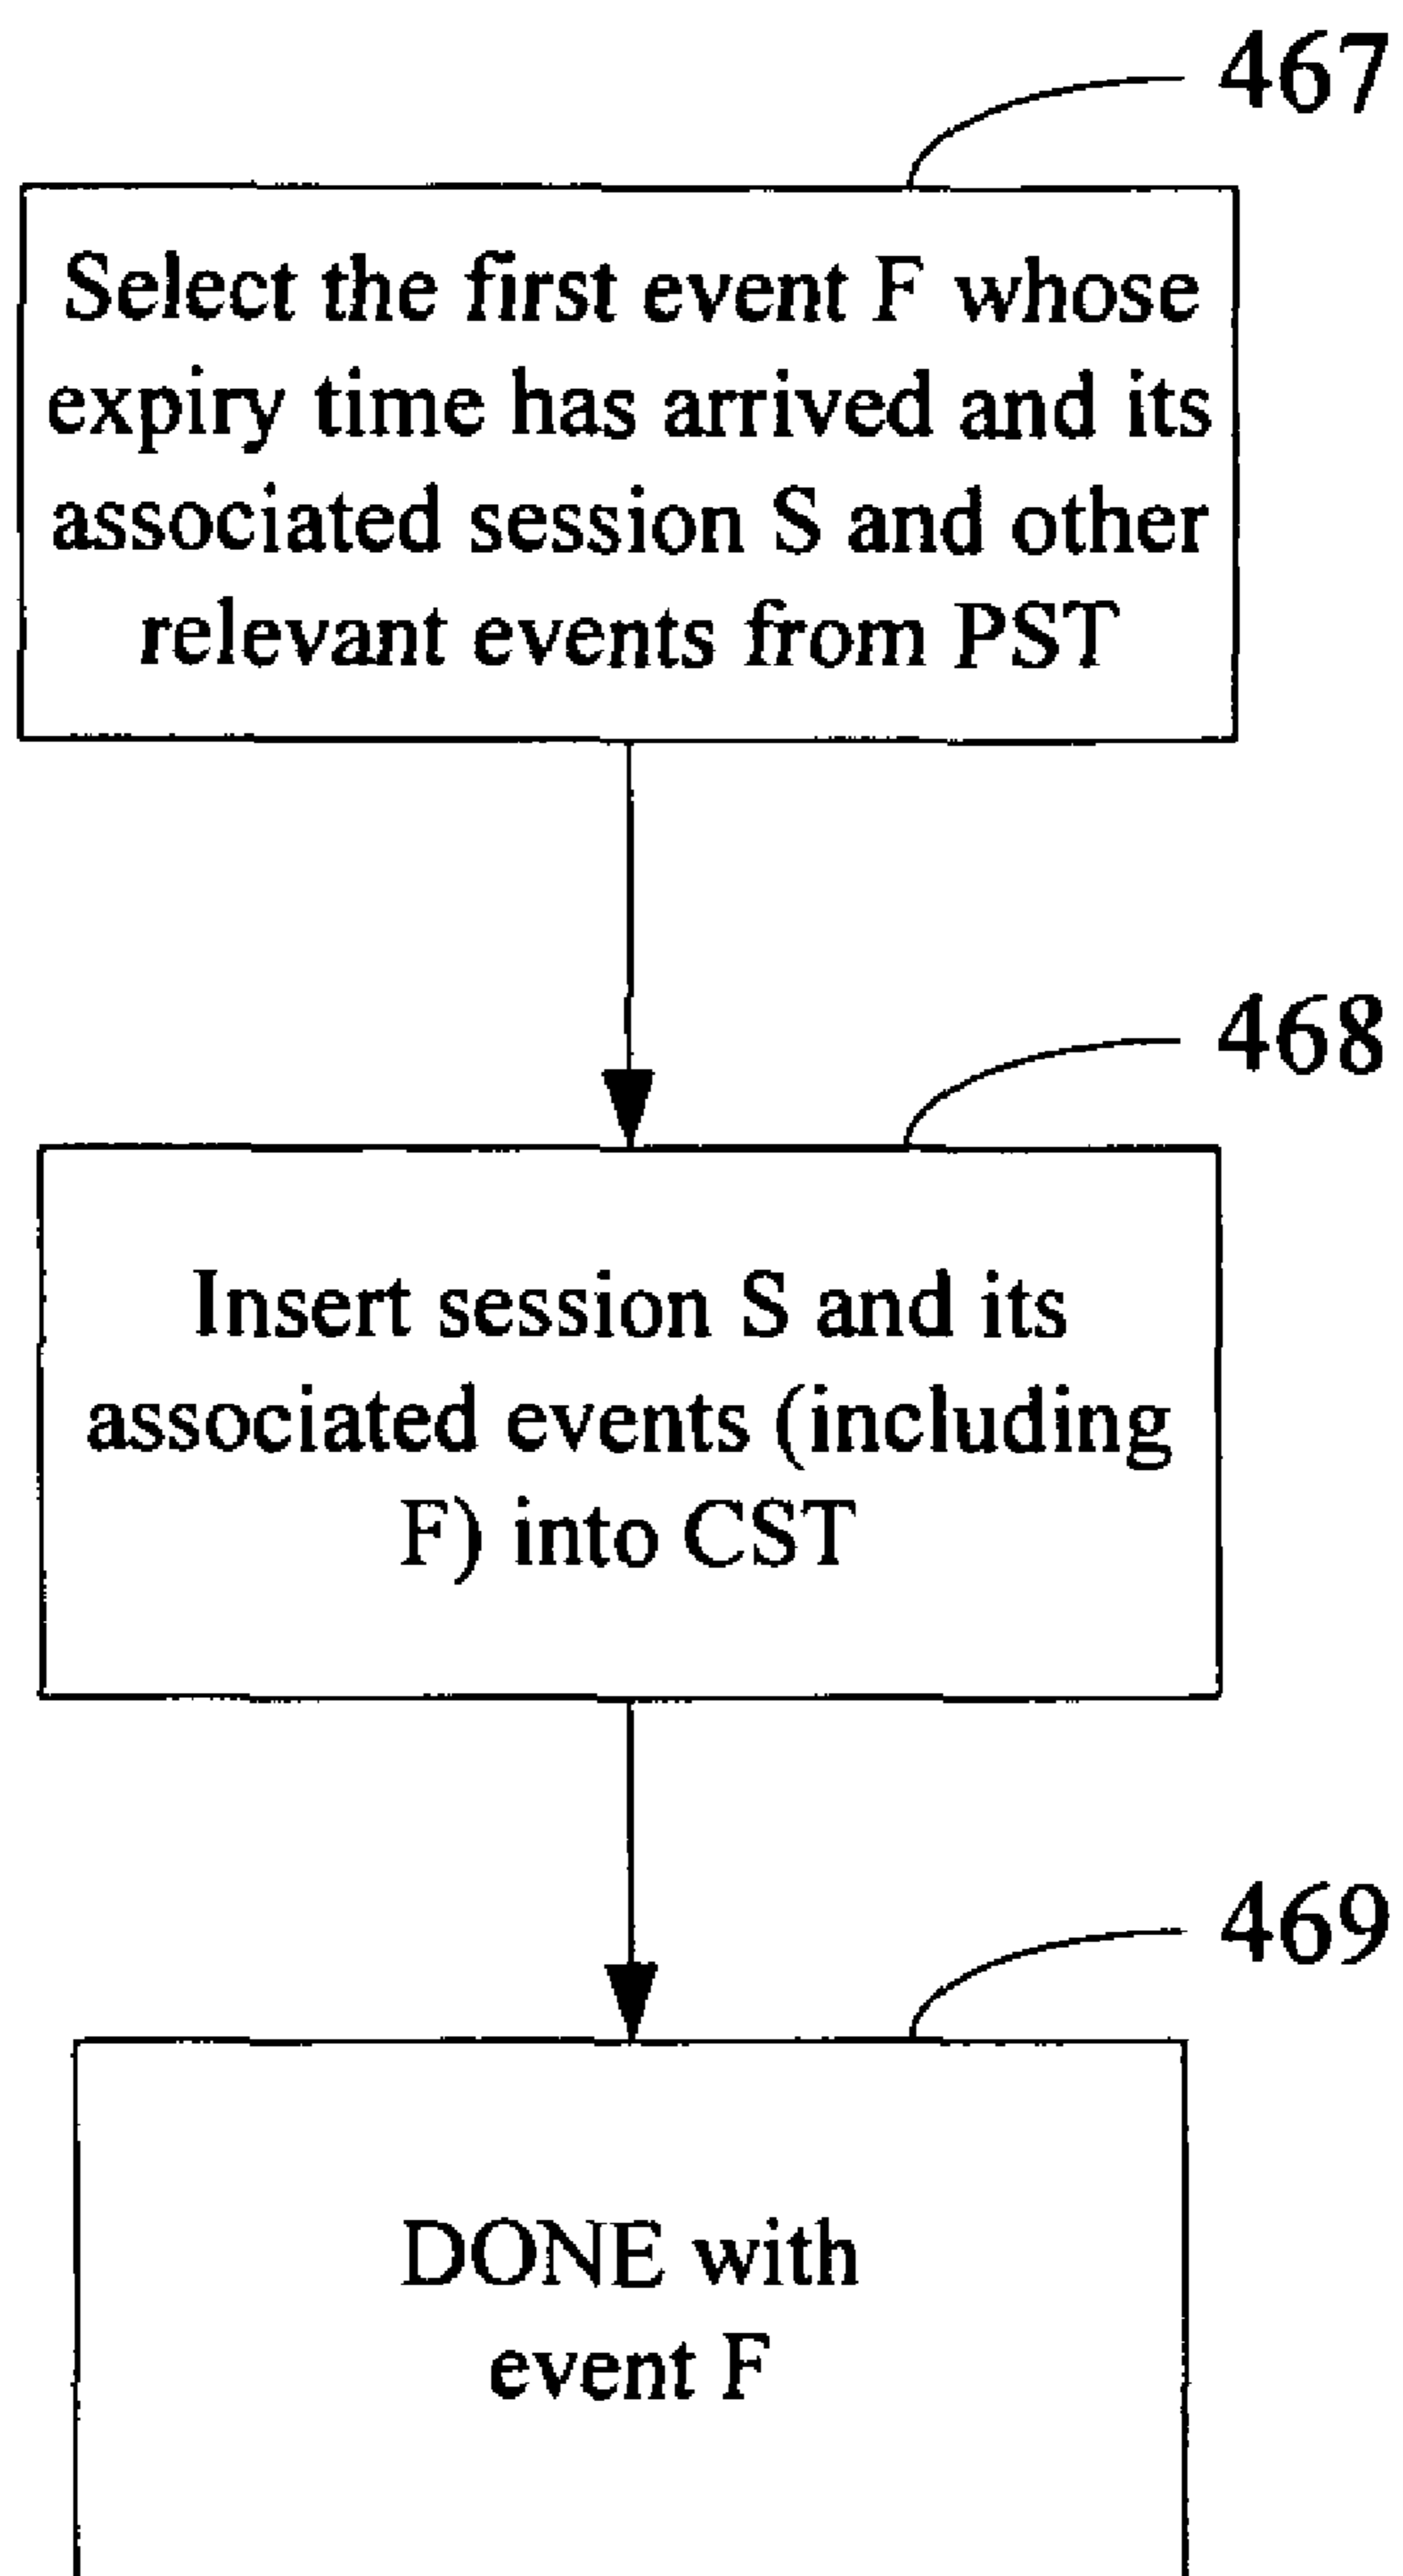 467
Select the first event F whose
expiry time has arrived and its
associated session S and other
relevant events from PST
468
Insert session S and its
associated events (including
F) into CST
469
DONE with
event F